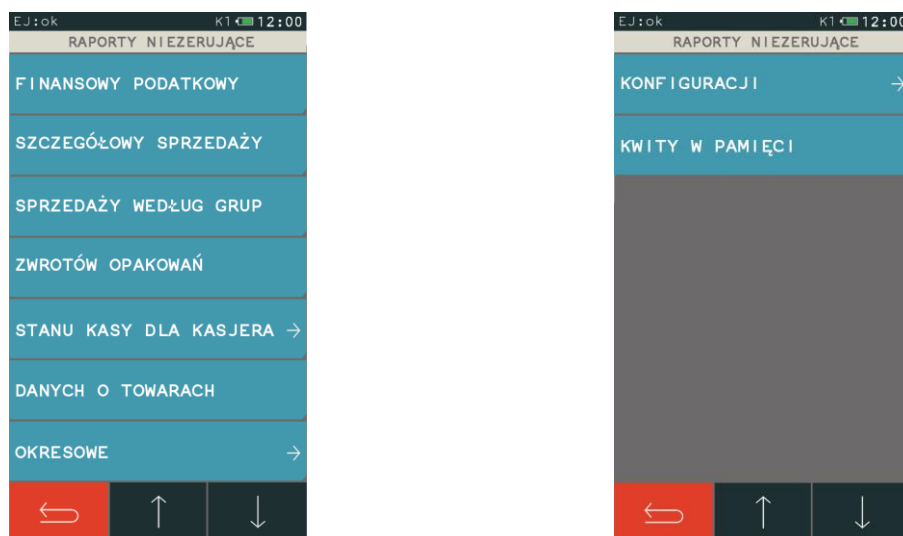 EJ:ok K1 12:00
RAPORTY NIEZERUJĄCE
FINANSOWY PODATKOWY
SZCZEGÓŁOWY SPRZEDAŻY
SPRZEDAŻY WEDŁUG GRUP
ZWROTÓW OPAKOWAŃ
STANU KASY DLA KASJERA →
DANYCH O TOWARACH
OKRESOWE →
EJ:ok K1 12:00
RAPORTY NIEZERUJĄCE
KONFIGURACJI →
KWITY W PAMIĘCI